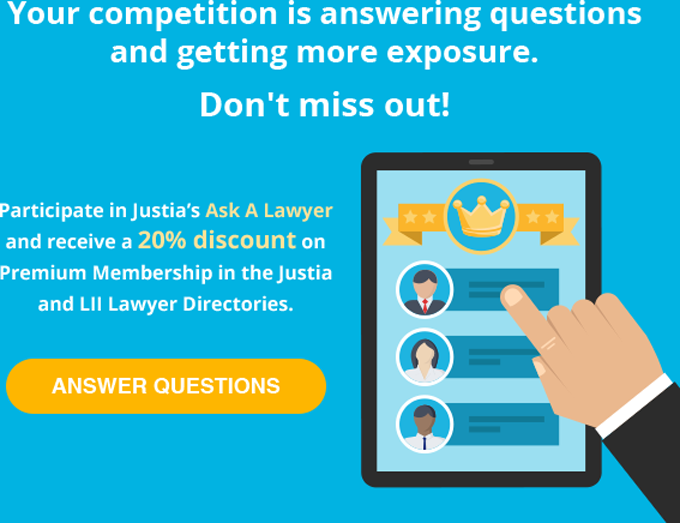 Your competition is answering questions
and getting more exposure.
Don't miss out!
Participate in Justia’s Ask A Lawyer
and receive a 20% discount on
Premium Membership in the Justia
and LII Lawyer Directories.
ANSWER QUESTIONS